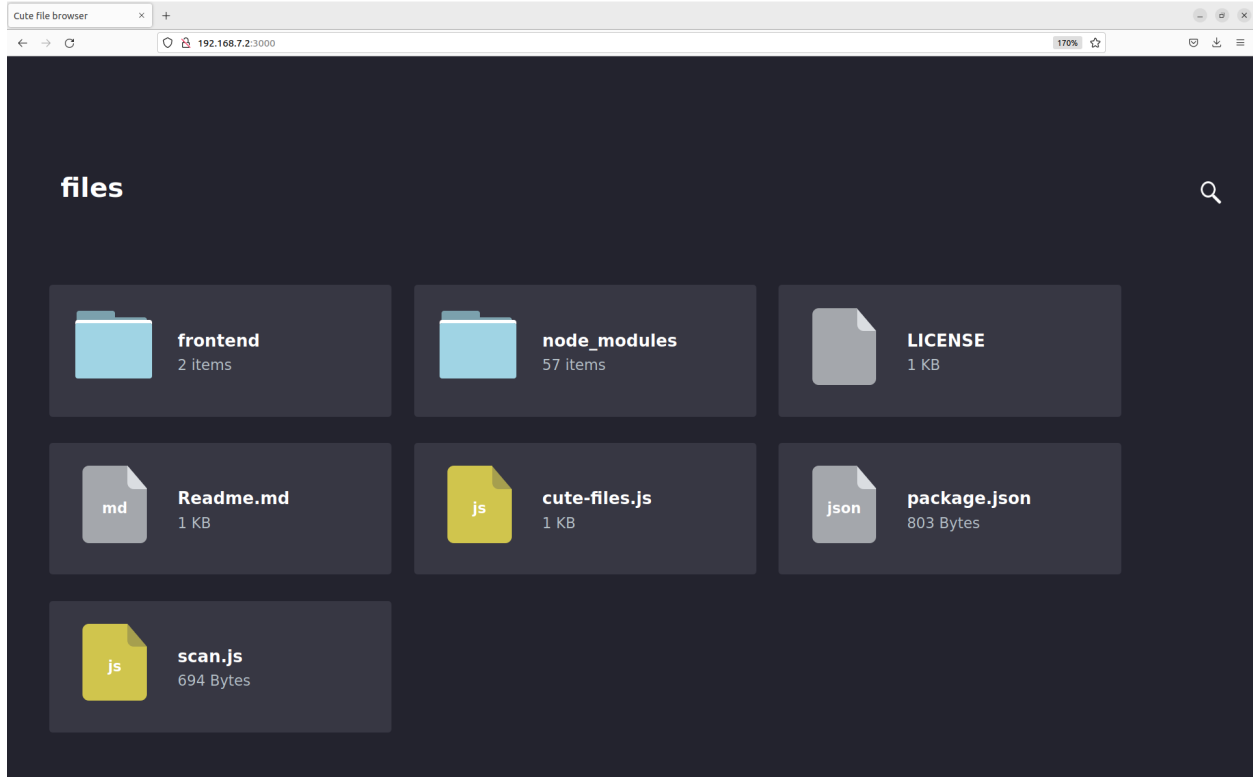 Cute file browser
192.168.7.2:3000
170%
files
frontend
2 items
node_modules
57 items
LICENSE
1 KB
md
Readme.md
1 KB
js
cute-files.js
1 KB
json
package.json
803 Bytes
js
scan.js
694 Bytes